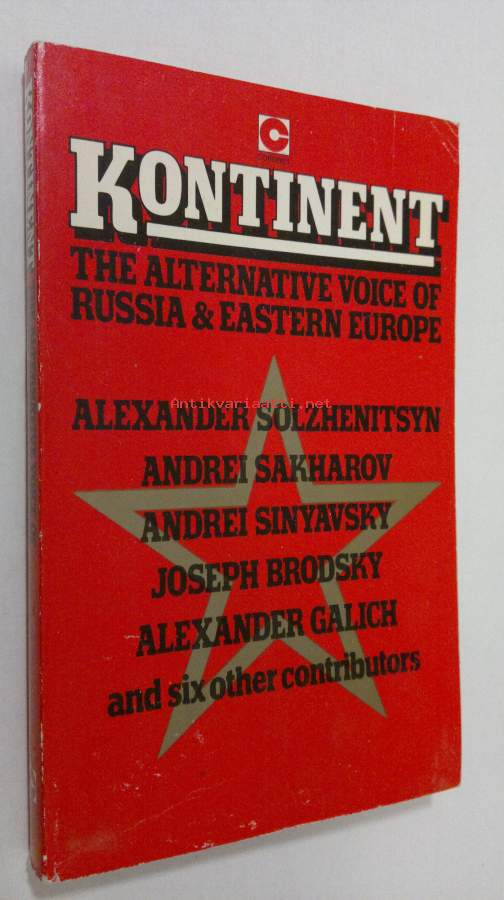 C
CORONET
KONTINENT
THE ALTERNATIVE VOICE OF
RUSSIA & EASTERN EUROPE
Antikvariaatti.net
ALEXANDER SOLZHENITSYN
ANDREI SAKHAROV
ANDREI SINYAVSKY
JOSEPH BRODSKY
ALEXANDER GALICH
and six other contributors